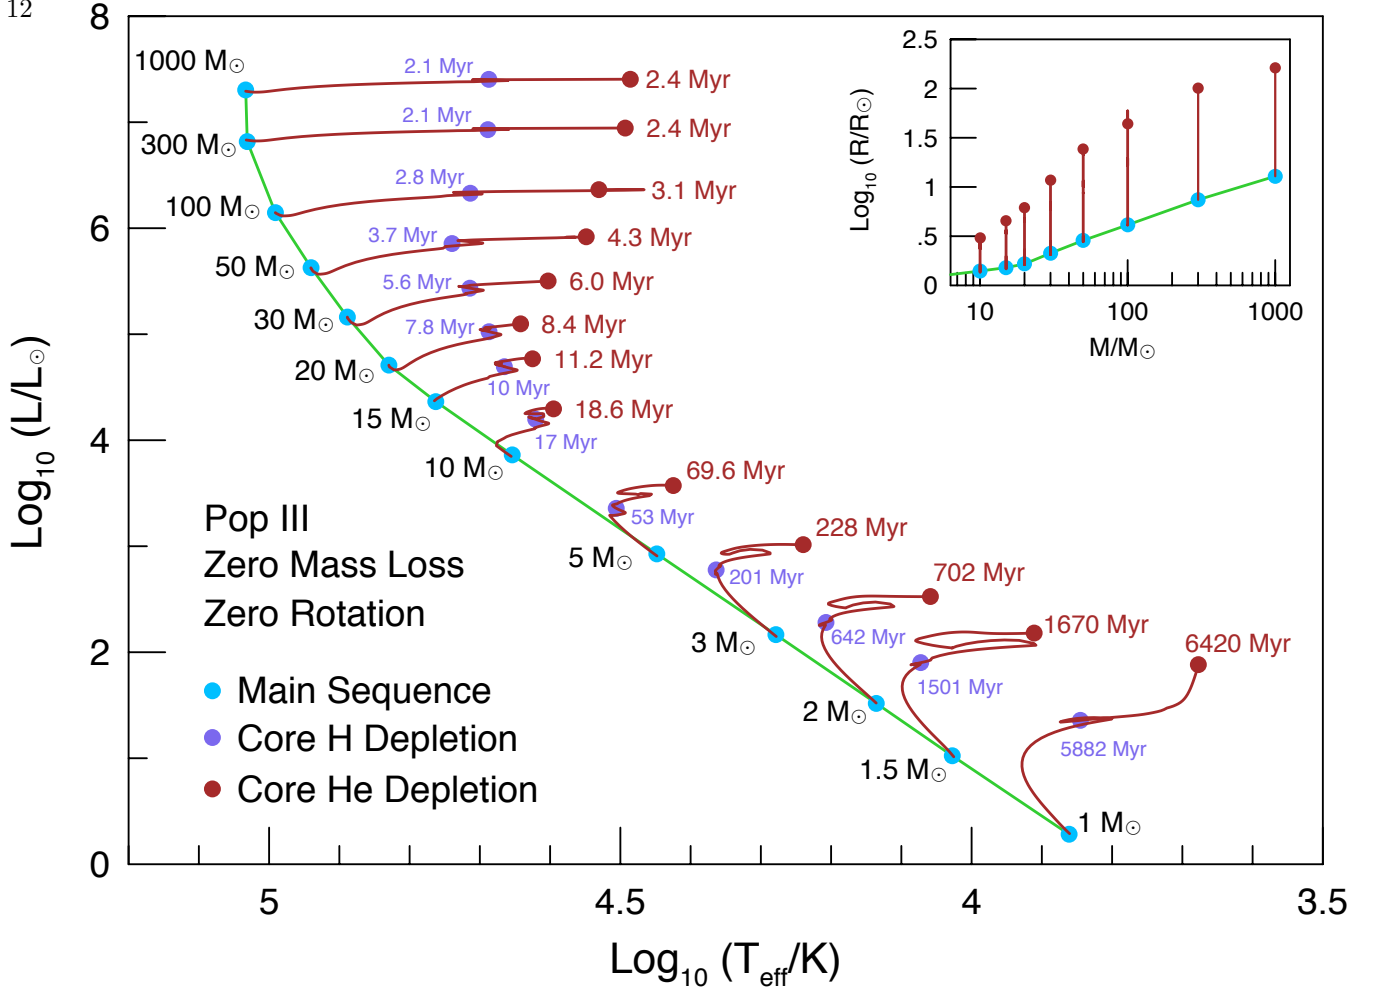 12
8
6
4
2
0
Log10 (L/L☉)
5
4.5
4
3.5
Log10 (Teff/K)
1000 M☉
2.1 Myr
2.4 Myr
300 M☉
2.1 Myr
2.4 Myr
100 M☉
2.8 Myr
3.1 Myr
50 M☉
3.7 Myr
4.3 Myr
30 M☉
5.6 Myr
6.0 Myr
20 M☉
7.8 Myr
8.4 Myr
15 M☉
10 Myr
11.2 Myr
10 M☉
17 Myr
18.6 Myr
5 M☉
53 Myr
69.6 Myr
3 M☉
201 Myr
228 Myr
2 M☉
642 Myr
702 Myr
1.5 M☉
1501 Myr
1670 Myr
1 M☉
5882 Myr
6420 Myr
Pop III
Zero Mass Loss
Zero Rotation
Main Sequence
Core H Depletion
Core He Depletion
2.5
2
1.5
1
.5
0
Log10 (R/R☉)
10
100
1000
M/M☉